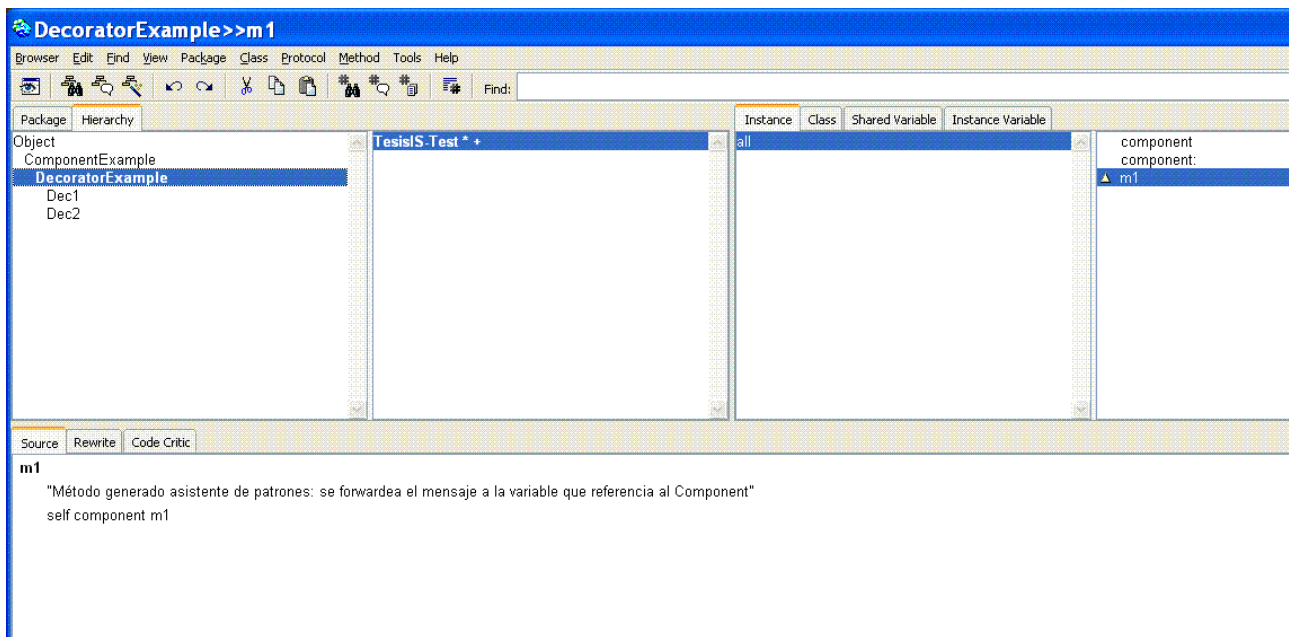 DecoratorExample>>m1
Browser Edit Find View Package Class Protocol Method Tools Help
Find:
Package Hierarchy
Instance Class Shared Variable Instance Variable
Object
ComponentExample
DecoratorExample
Dec1
Dec2
TesisIS-Test * +
all
component
component:
m1
Source Rewrite Code Critic
m1
"Método generado asistente de patrones: se forwardea el mensaje a la variable que referencia al Component"
self component m1